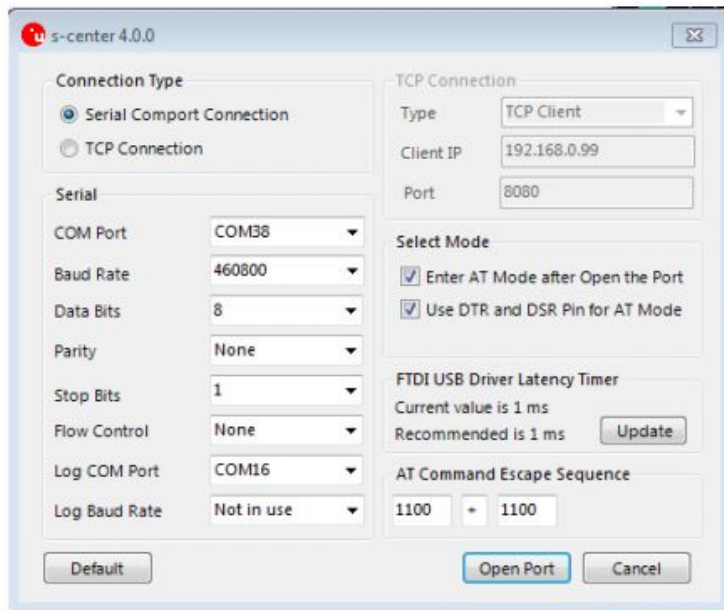 s-center 4.0.0
Connection Type
Serial Comport Connection
TCP Connection
Serial
COM Port COM38
Baud Rate 460800
Data Bits 8
Parity None
Stop Bits 1
Flow Control None
Log COM Port COM16
Log Baud Rate Not in use
TCP Connection
Type TCP Client
Client IP 192.168.0.99
Port 8080
Select Mode
Enter AT Mode after Open the Port
Use DTR and DSR Pin for AT Mode
FTDI USB Driver Latency Timer
Current value is 1 ms
Recommended is 1 ms Update
AT Command Escape Sequence
1100 + 1100
Default Open Port Cancel